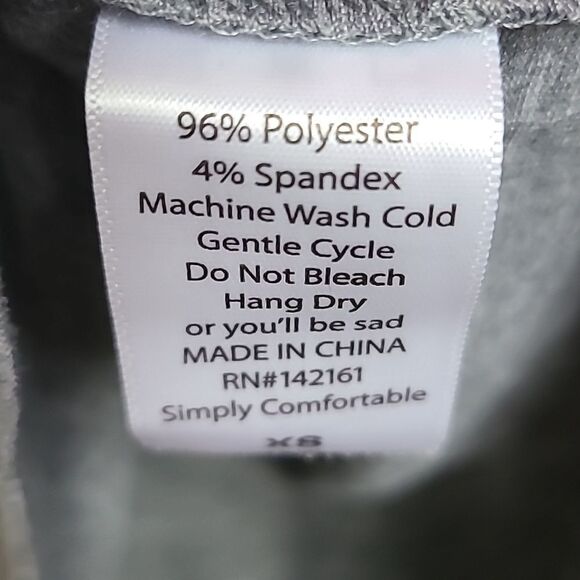 96% Polyester
4% Spandex
Machine Wash Cold
Gentle Cycle
Do Not Bleach
Hang Dry
or you'll be sad
MADE IN CHINA
RN#142161
Simply Comfortable
XS